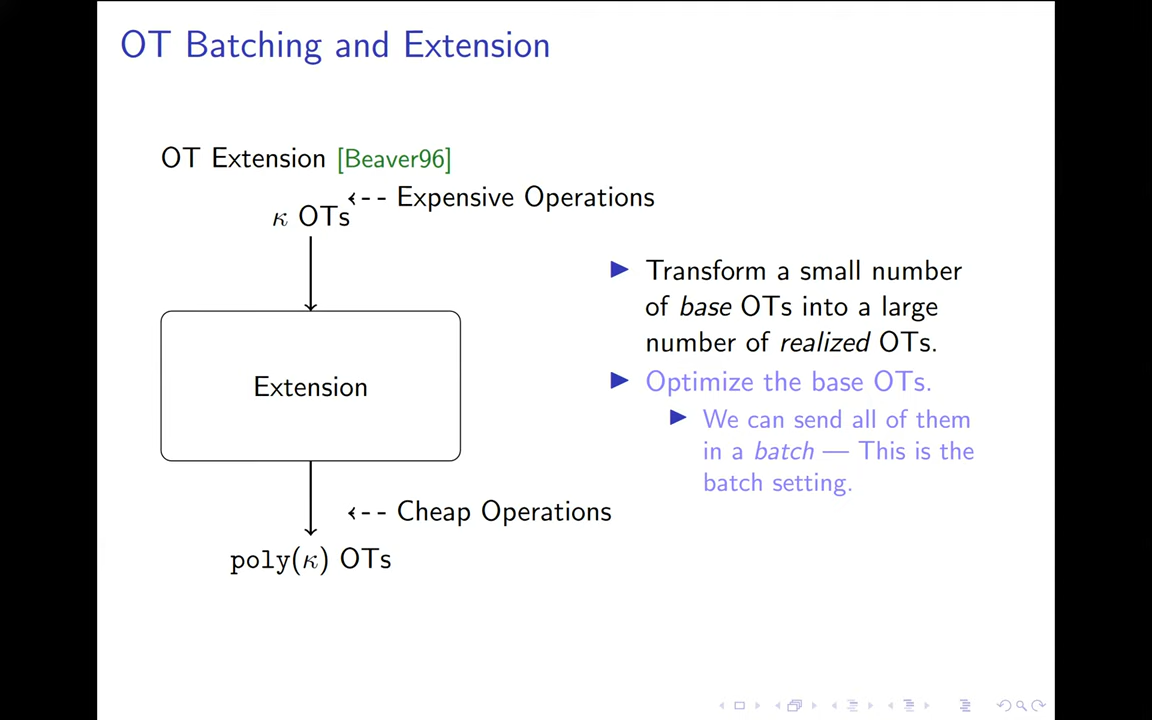 OT Batching and Extension
OT Extension [Beaver96]
Expensive Operations
κ OTs
Transform a small number
of base OTs into a large
number of realized OTs.
Optimize the base OTs.
We can send all of them
in a batch — This is the
batch setting.
Extension
Cheap Operations
poly(κ) OTs